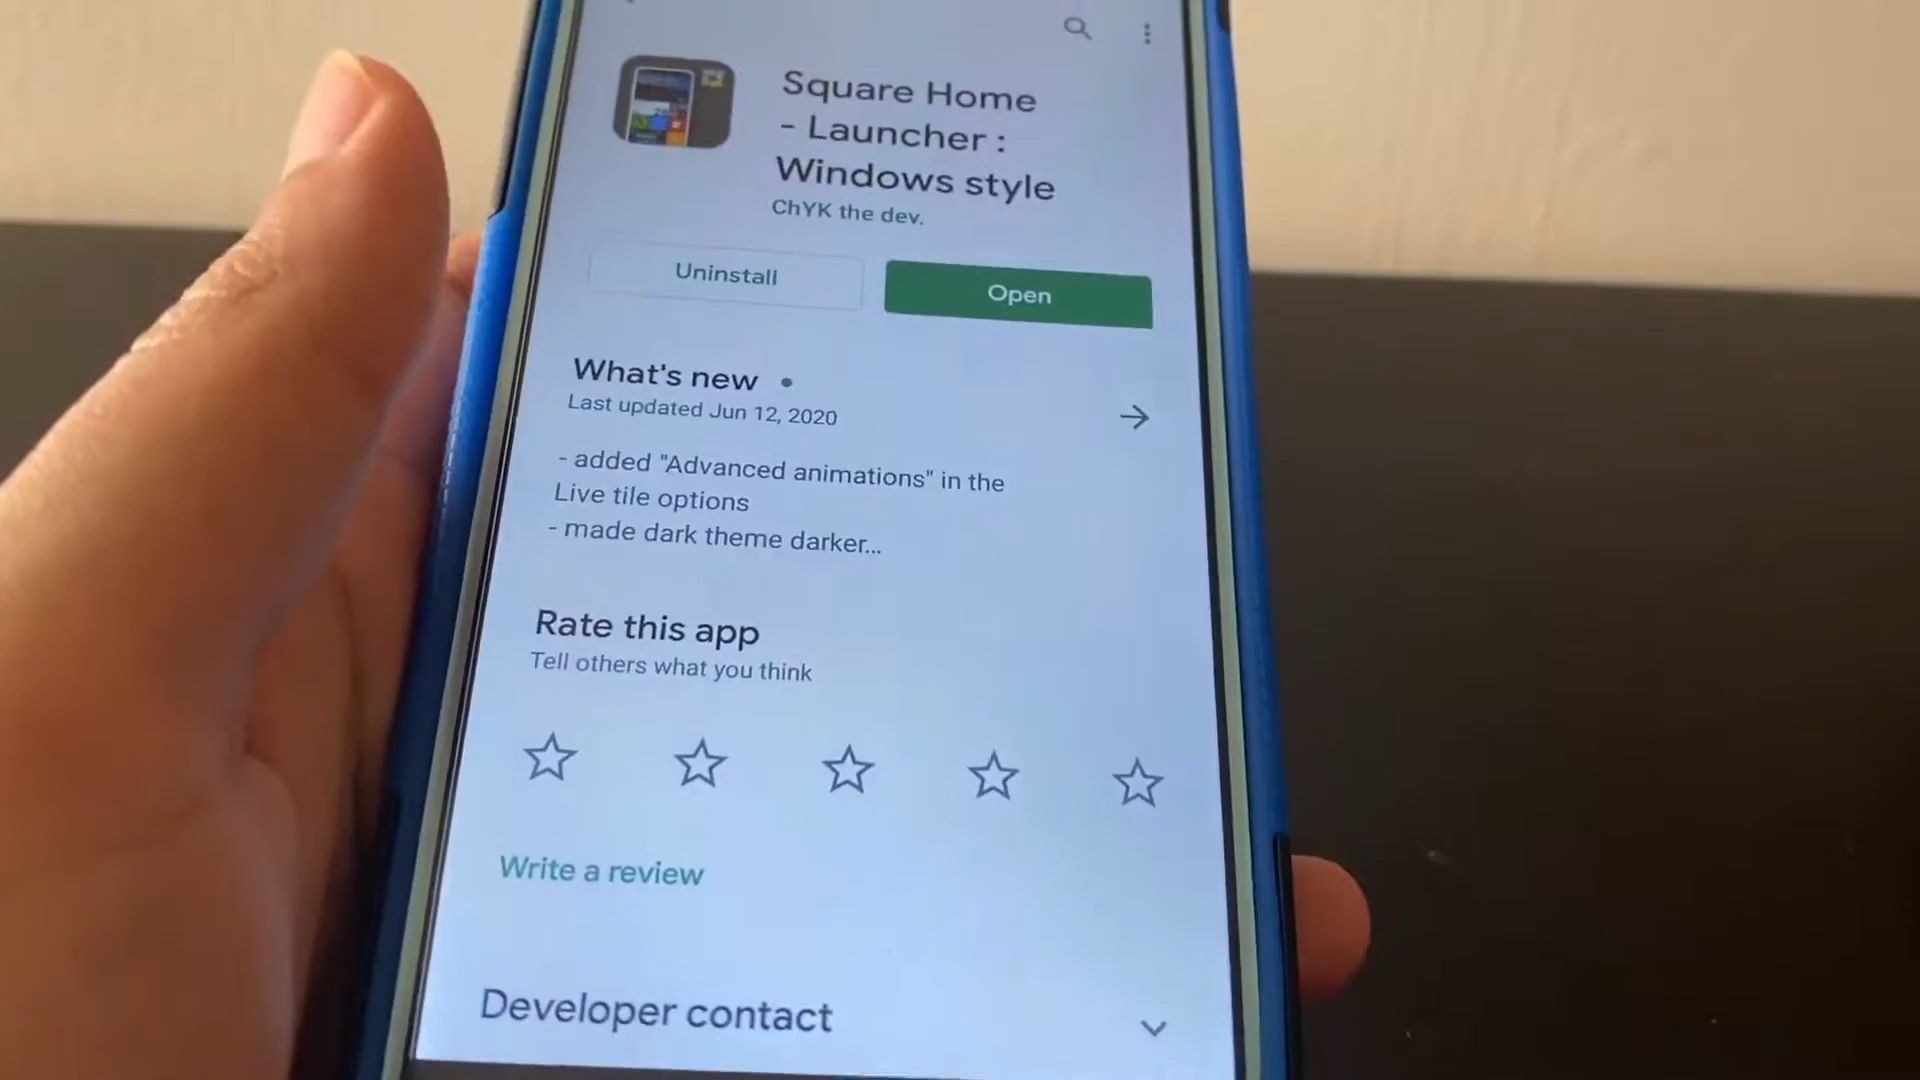 Square Home
- Launcher :
Windows style
ChYK the dev.
Uninstall
Open
What's new •
Last updated Jun 12, 2020
- added "Advanced animations" in the
Live tile options
- made dark theme darker...
Rate this app
Tell others what you think
Write a review
Developer contact